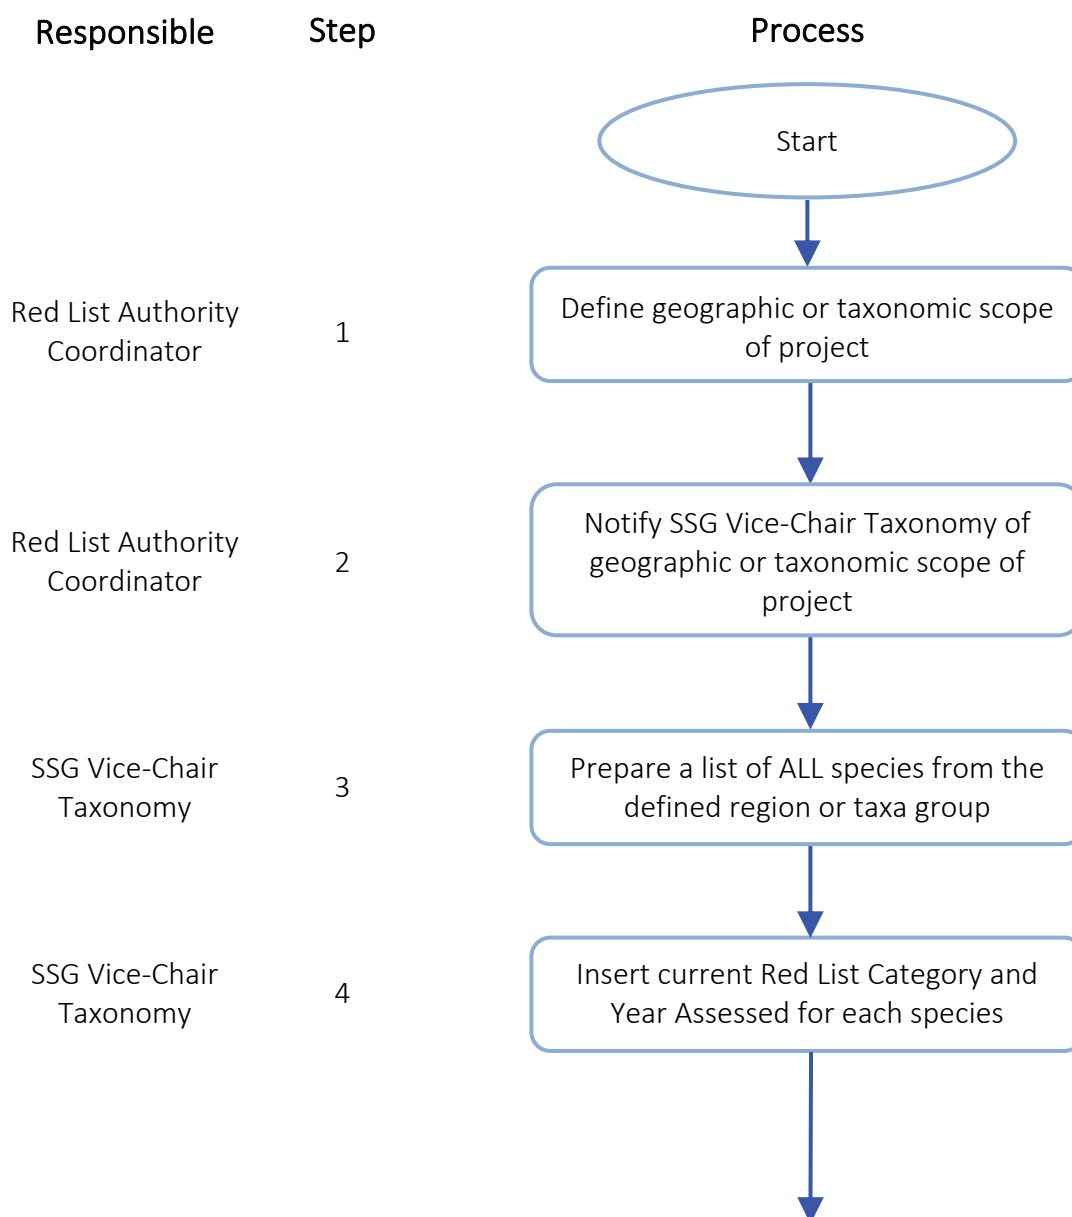 Responsible Step Process
Start
Red List Authority
Coordinator
1
Define geographic or taxonomic scope
of project
Red List Authority
Coordinator
2
Notify SSG Vice-Chair Taxonomy of
geographic or taxonomic scope of
project
SSG Vice-Chair
Taxonomy
3
Prepare a list of ALL species from the
defined region or taxa group
SSG Vice-Chair
Taxonomy
4
Insert current Red List Category and
Year Assessed for each species